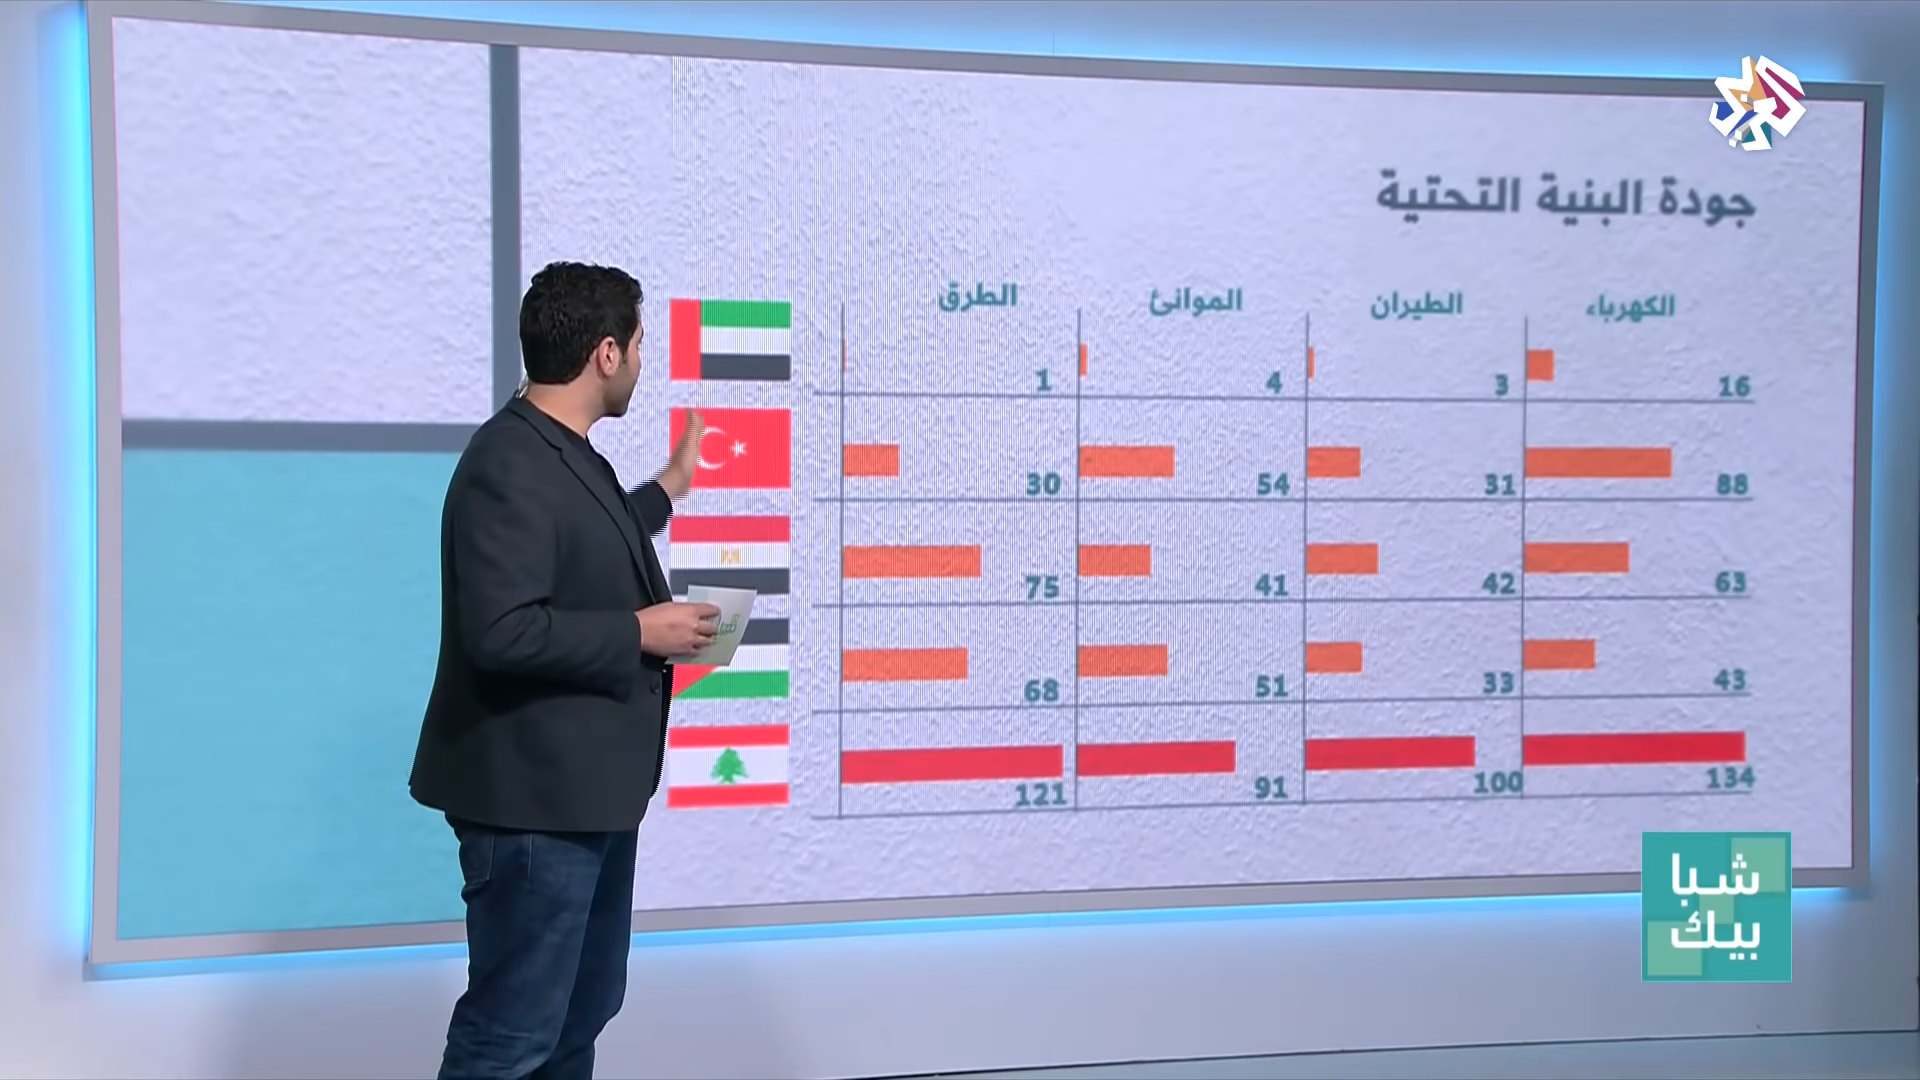 جودة البنية التحتية
الكهرباء الطيران الموانئ الطرق
16 3 4 1
88 31 54 30
63 42 41 75
43 33 51 68
134 100 91 121
شبا
بيك